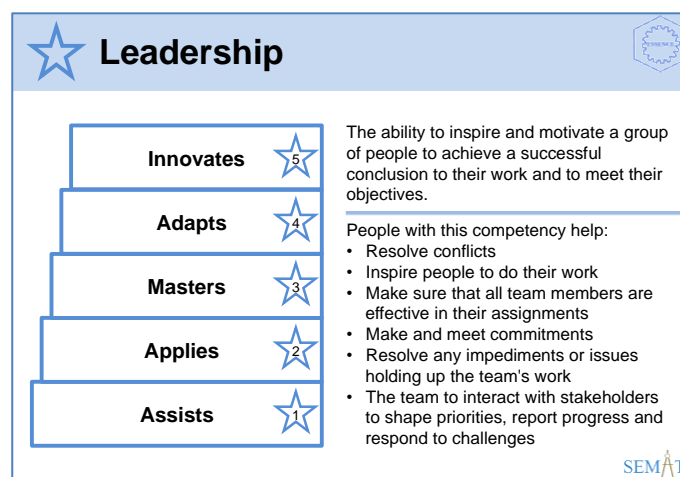 Leadership
ESSENCE
Innovates 5
Adapts 4
Masters 3
Applies 2
Assists 1
The ability to inspire and motivate a group
of people to achieve a successful
conclusion to their work and to meet their
objectives.
People with this competency help:
• Resolve conflicts
• Inspire people to do their work
• Make sure that all team members are
effective in their assignments
• Make and meet commitments
• Resolve any impediments or issues
holding up the team's work
• The team to interact with stakeholders
to shape priorities, report progress and
respond to challenges
SEMAT